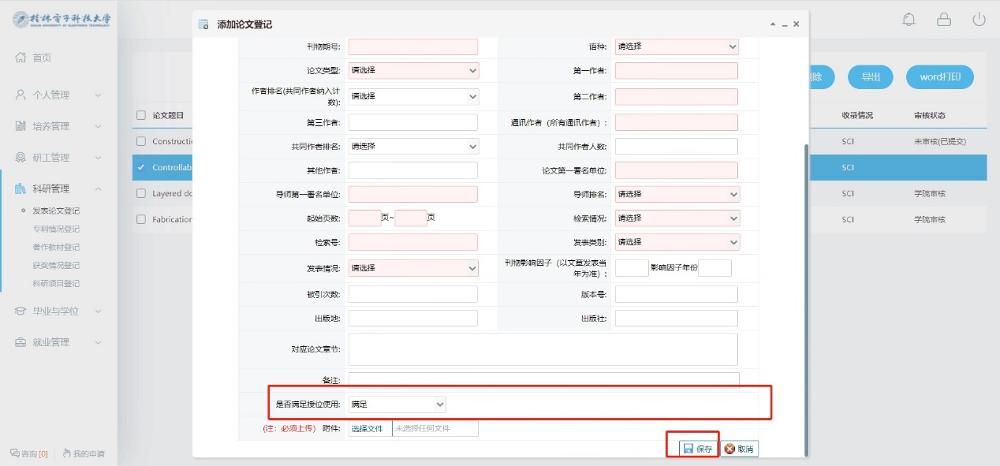 桂林电子科技大学
首页
个人管理
培养管理
研工管理
科研管理
发表论文登记
专利情况登记
著作教材登记
获奖情况登记
科研项目登记
毕业与学位
就业管理
咨询[0]
我的申请
添加论文登记
刊物期号:
语种: 请选择
论文类型: 请选择
第一作者:
作者排名(共同作者纳入计
数): 请选择
第二作者:
第三作者:
通讯作者（所有通讯作者）:
共同作者排名: 请选择
共同作者人数:
其他作者:
论文第一署名单位:
导师第一署名单位:
导师排名: 请选择
起始页数: 页~ 页
检索情况: 请选择
检索号:
发表类别: 请选择
发表情况: 请选择
刊物影响因子（以文章发表当
年为准）: 影响因子年份
被引次数:
版本号:
出版地:
出版社:
对应论文章节:
备注:
是否满足授位使用: 满足
(注：必须上传) 附件: 选择文件 未选择任何文件
保存
取消
除
导出
word打印
论文题目
收录情况
审核状态
Constructi
SCI
未审核(已提交)
Controllab
SCI
Layered do
SCI
学院审核
Fabrication
SCI
学院审核